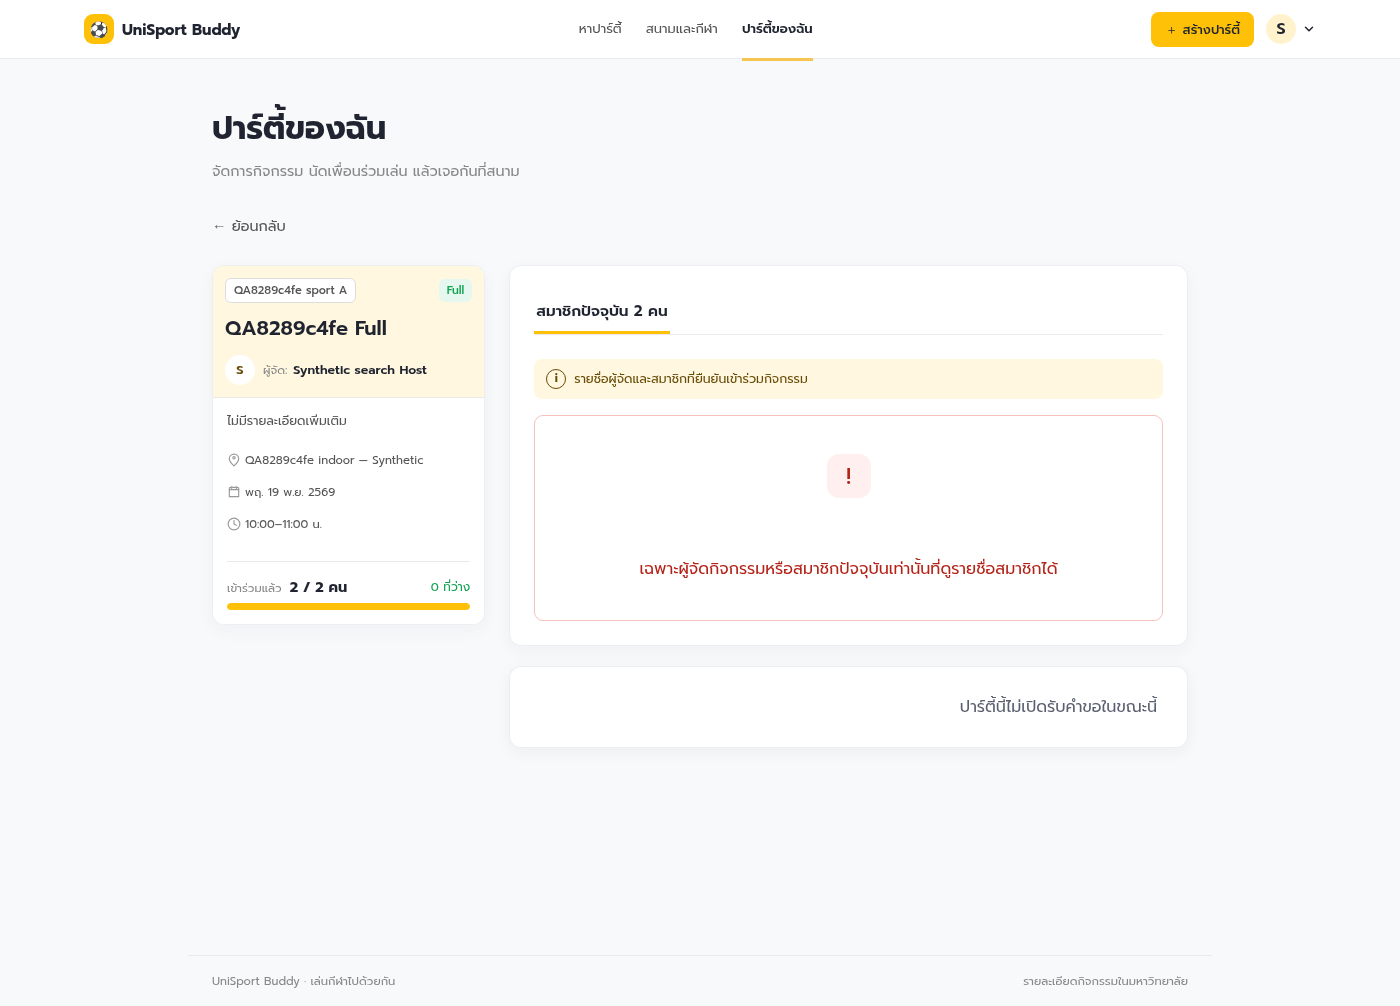 UniSport Buddy
หาปาร์ตี้
สนามและกีฬา
ปาร์ตี้ของฉัน
+ สร้างปาร์ตี้
S
ปาร์ตี้ของฉัน
จัดการกิจกรรม นัดเพื่อนร่วมเล่น แล้วเจอกันที่สนาม
← ย้อนกลับ
QA8289c4fe sport A
Full
QA8289c4fe Full
S
ผู้จัด: Synthetic search Host
ไม่มีรายละเอียดเพิ่มเติม
QA8289c4fe indoor — Synthetic
พฤ. 19 พ.ย. 2569
10:00–11:00 น.
เข้าร่วมแล้ว 2 / 2 คน
0 ที่ว่าง
สมาชิกปัจจุบัน 2 คน
i
รายชื่อผู้จัดและสมาชิกที่ยืนยันเข้าร่วมกิจกรรม
!
เฉพาะผู้จัดกิจกรรมหรือสมาชิกปัจจุบันเท่านั้นที่ดูรายชื่อสมาชิกได้
ปาร์ตี้นี้ไม่เปิดรับคำขอในขณะนี้
UniSport Buddy · เล่นกีฬาไปด้วยกัน
รายละเอียดกิจกรรมในมหาวิทยาลัย